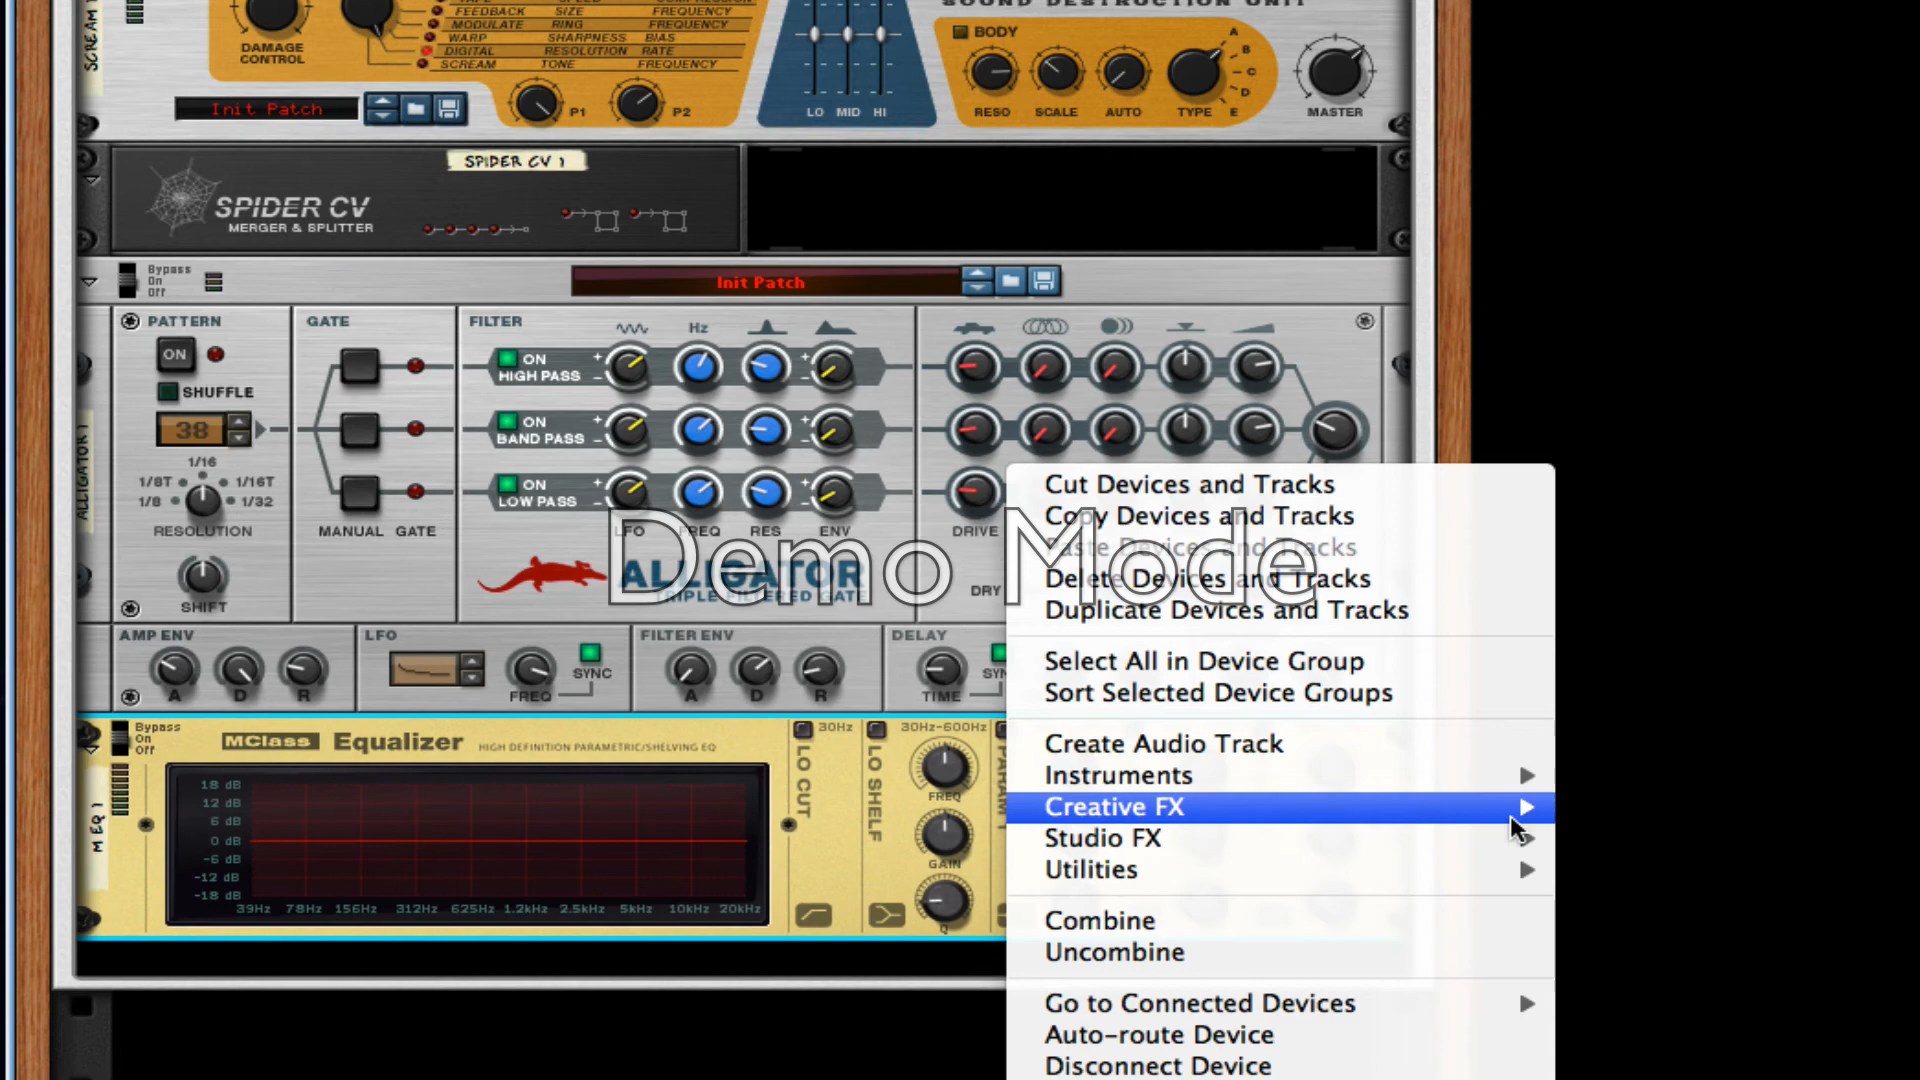 SOUND DESTRUCTION UNIT
SCREAM 1
DAMAGE CONTROL
FEEDBACK SIZE FREQUENCY
MODULATE RING FREQUENCY
WARP SHARPNESS BIAS
DIGITAL RESOLUTION RATE
SCREAM TONE FREQUENCY
Init Patch
P1
P2
LO MID HI
BODY
RESO SCALE AUTO TYPE
A
B
C
D
E
MASTER
SPIDER CV 1
SPIDER CV
MERGER & SPLITTER
Bypass
On
Off
Init Patch
ALLIGATOR 1
PATTERN
ON
SHUFFLE
38
1/16
1/8T 1/16T
1/8 1/32
RESOLUTION
SHIFT
GATE
MANUAL GATE
FILTER
Hz
ON
HIGH PASS
ON
BAND PASS
ON
LOW PASS
LFO FREQ RES ENV
DRIVE
DRY
ALLIGATOR
TRIPLE FILTERED GATE
Demo Mode
AMP ENV
A D R
LFO
FREQ
SYNC
FILTER ENV
A D R
DELAY
TIME
SYN
Bypass
On
Off
M EQ 1
MClass Equalizer HIGH DEFINITION PARAMETRIC/SHELVING EQ
18 dB
12 dB
6 dB
0 dB
-6 dB
-12 dB
-18 dB
39Hz 78Hz 156Hz 312Hz 625Hz 1.2kHz 2.5kHz 5kHz 10kHz 20kHz
30Hz
LO CUT
30Hz-600Hz
LO SHELF
FREQ
GAIN
Q
Cut Devices and Tracks
Copy Devices and Tracks
Paste Devices and Tracks
Delete Devices and Tracks
Duplicate Devices and Tracks
Select All in Device Group
Sort Selected Device Groups
Create Audio Track
Instruments
Creative FX
Studio FX
Utilities
Combine
Uncombine
Go to Connected Devices
Auto-route Device
Disconnect Device